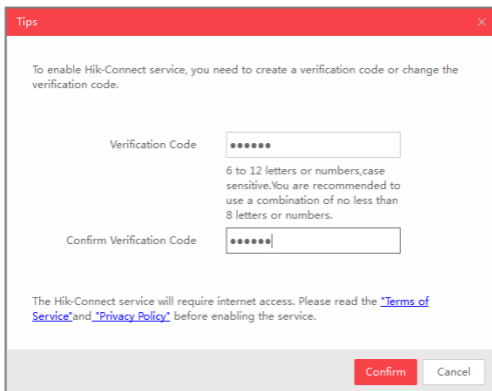 Tips
To enable Hik-Connect service, you need to create a verification code or change the
verification code.
Verification Code
●●●●●●
6 to 12 letters or numbers,case
sensitive.You are recommended to
use a combination of no less than
8 letters or numbers.
Confirm Verification Code
●●●●●●
The Hik-Connect service will require internet access. Please read the "Terms of
Service"and "Privacy Policy" before enabling the service.
Confirm
Cancel